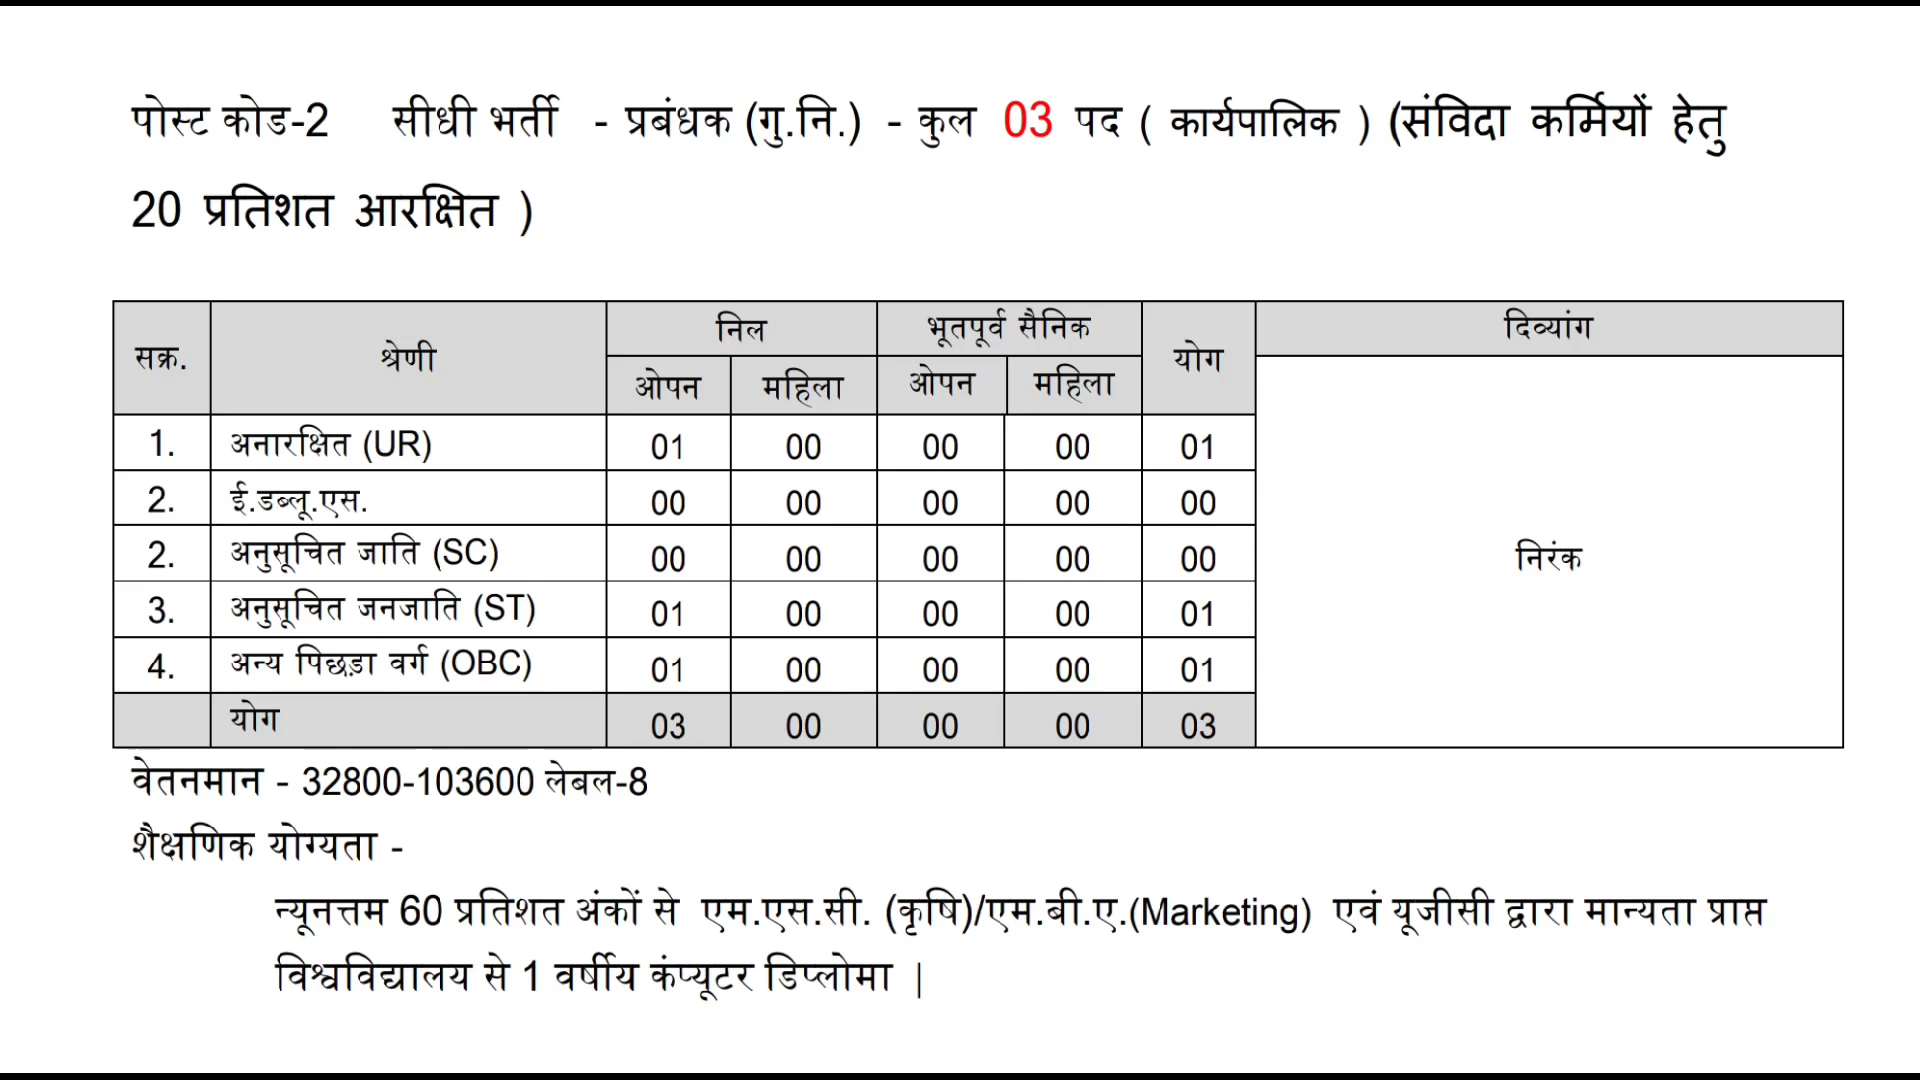 पोस्ट कोड-2 सीधी भर्ती - प्रबंधक (गु.नि.) - कुल 03 पद ( कार्यपालिक ) (संविदा कर्मियों हेतु
20 प्रतिशत आरक्षित )
सक्र. श्रेणी निल भूतपूर्व सैनिक योग दिव्यांग
ओपन महिला ओपन महिला
1. अनारक्षित (UR) 01 00 00 00 01
2. ई.डब्लू.एस. 00 00 00 00 00
2. अनुसूचित जाति (SC) 00 00 00 00 00
निरंक
3. अनुसूचित जनजाति (ST) 01 00 00 00 01
4. अन्य पिछड़ा वर्ग (OBC) 01 00 00 00 01
योग 03 00 00 00 03
वेतनमान - 32800-103600 लेबल-8
शैक्षणिक योग्यता -
न्यूनत्तम 60 प्रतिशत अंकों से एम.एस.सी. (कृषि)/एम.बी.ए.(Marketing) एवं यूजीसी द्वारा मान्यता प्राप्त
विश्वविद्यालय से 1 वर्षीय कंप्यूटर डिप्लोमा |